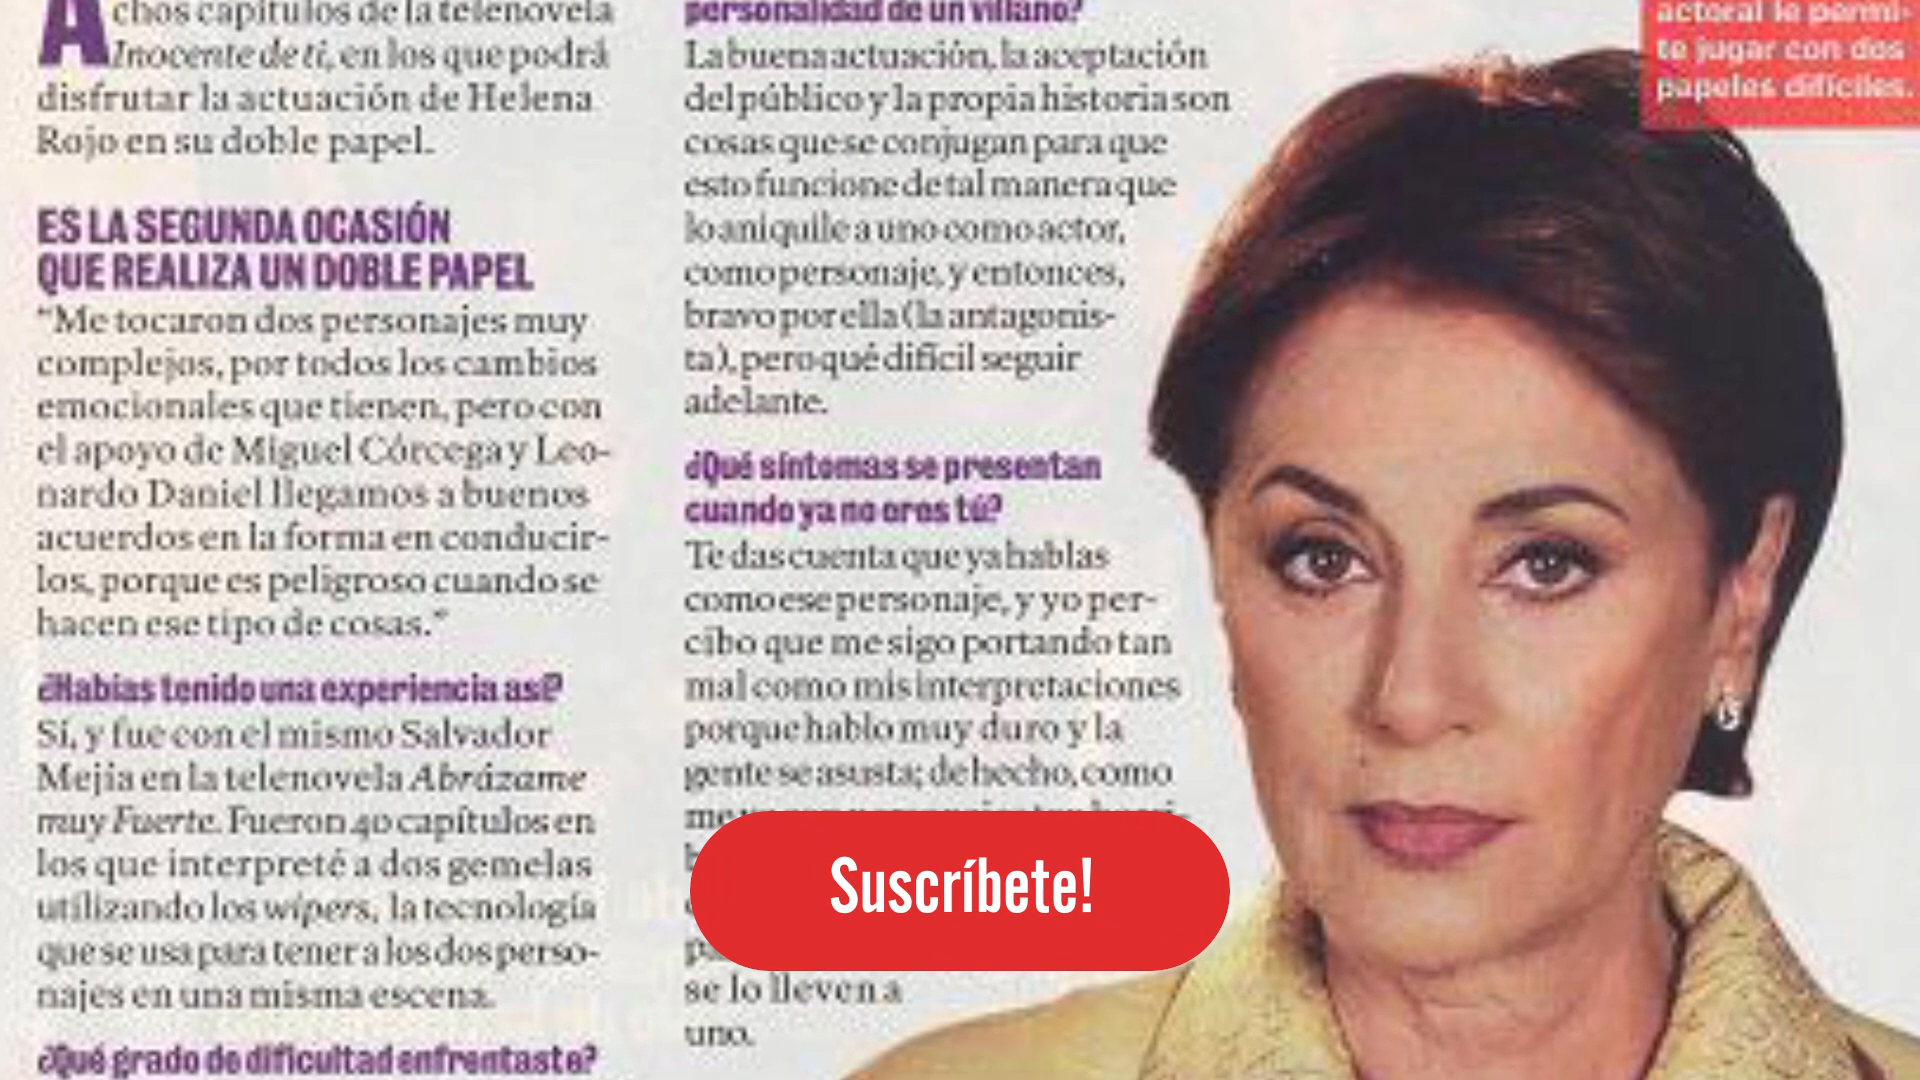 A
chos capítulos de la telenovela
Inocente de ti, en los que podrá
disfrutar la actuación de Helena
Rojo en su doble papel.
ES LA SEGUNDA OCASIÓN
QUE REALIZA UN DOBLE PAPEL
"Me tocaron dos personajes muy
complejos, por todos los cambios
emocionales que tienen, pero con
el apoyo de Miguel Córcega y Leo-
nardo Daniel llegamos a buenos
acuerdos en la forma en conducir-
los, porque es peligroso cuando se
hacen ese tipo de cosas."
¿Habías tenido una experiencia así?
Sí, y fue con el mismo Salvador
Mejía en la telenovela Abrázame
muy Fuerte. Fueron 40 capítulos en
los que interpreté a dos gemelas
utilizando los wipers, la tecnología
que se usa para tener a los dos perso-
najes en una misma escena.
¿Qué grado de dificultad enfrentaste?
personalidad de un villano?
La buena actuación, la aceptación
del público y la propia historia son
cosas que se conjugan para que
esto funcione de tal manera que
lo aniquile a uno como actor,
como personaje, y entonces,
bravo por ella (la antagonis-
ta), pero qué difícil seguir
adelante.
¿Qué síntomas se presentan
cuando ya no eres tú?
Te das cuenta que ya hablas
como ese personaje, y yo per-
cibo que me sigo portando tan
mal como mis interpretaciones
porque hablo muy duro y la
gente se asusta; de hecho, como
me
se lo lleven a
uno.
actoral le permi-
te jugar con dos
papeles difíciles.
Suscríbete!